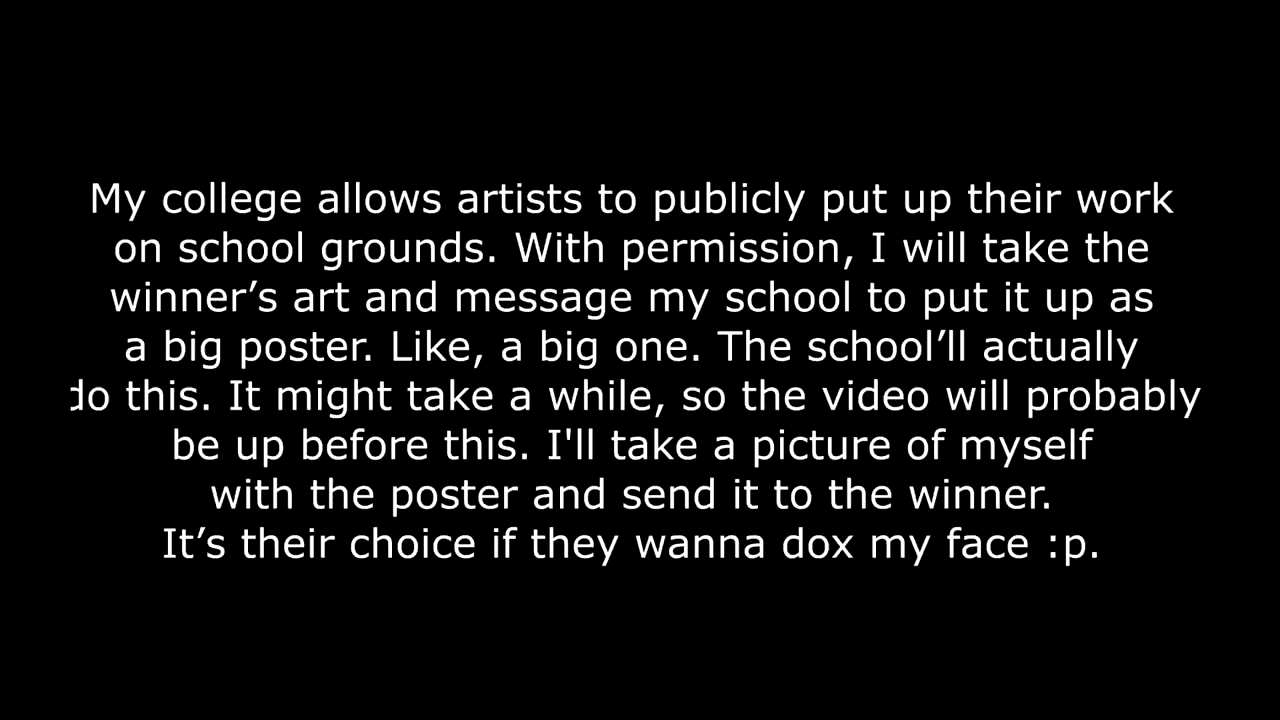 My college allows artists to publicly put up their work
on school grounds. With permission, I will take the
winner’s art and message my school to put it up as
a big poster. Like, a big one. The school’ll actually
do this. It might take a while, so the video will probably
be up before this. I'll take a picture of myself
with the poster and send it to the winner.
It’s their choice if they wanna dox my face :p.